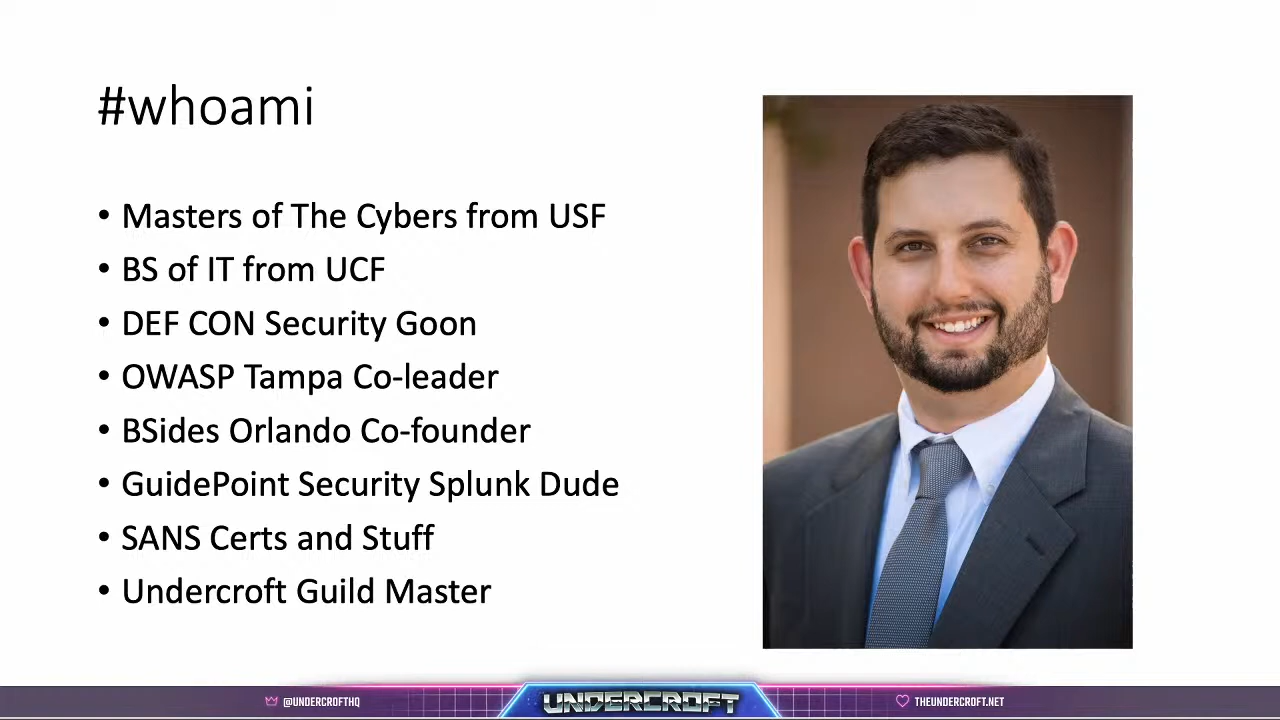 #whoami
• Masters of The Cybers from USF
• BS of IT from UCF
• DEF CON Security Goon
• OWASP Tampa Co-leader
• BSides Orlando Co-founder
• GuidePoint Security Splunk Dude
• SANS Certs and Stuff
• Undercroft Guild Master
@UNDERCROFTHQ
UNDERCROFT
THEUNDERCROFT.NET